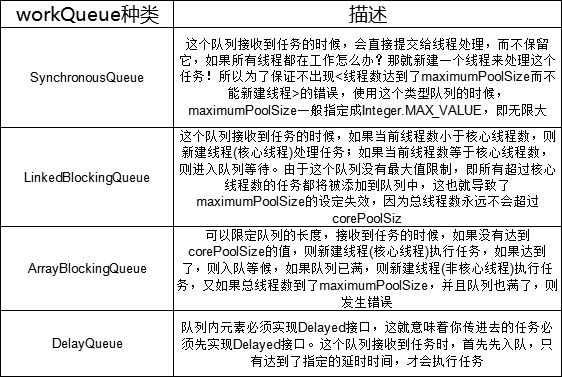 workQueue种类
描述
SynchronousQueue
这个队列接收到任务的时候，会直接提交给线程处理，而不保留
它，如果所有线程都在工作怎么办？那就新建一个线程来处理这个
任务！所以为了保证不出现<线程数达到了maximumPoolSize而不
能新建线程>的错误，使用这个类型队列的时候，
maximumPoolSize一般指定成Integer.MAX_VALUE，即无限大
LinkedBlockingQueue
这个队列接收到任务的时候，如果当前线程数小于核心线程数，则
新建线程(核心线程)处理任务；如果当前线程数等于核心线程数，
则进入队列等待。由于这个队列没有最大值限制，即所有超过核心
线程数的任务都将被添加到队列中，这也就导致了
maximumPoolSize的设定失效，因为总线程数永远不会超过
corePoolSiz
ArrayBlockingQueue
可以限定队列的长度，接收到任务的时候，如果没有达到
corePoolSize的值，则新建线程(核心线程)执行任务，如果达到
了，则入队等候，如果队列已满，则新建线程(非核心线程)执行任
务，又如果总线程数到了maximumPoolSize，并且队列也满了，则
发生错误
DelayQueue
队列内元素必须实现Delayed接口，这就意味着你传进去的任务必
须先实现Delayed接口。这个队列接收到任务时，首先先入队，只
有达到了指定的延时时间，才会执行任务